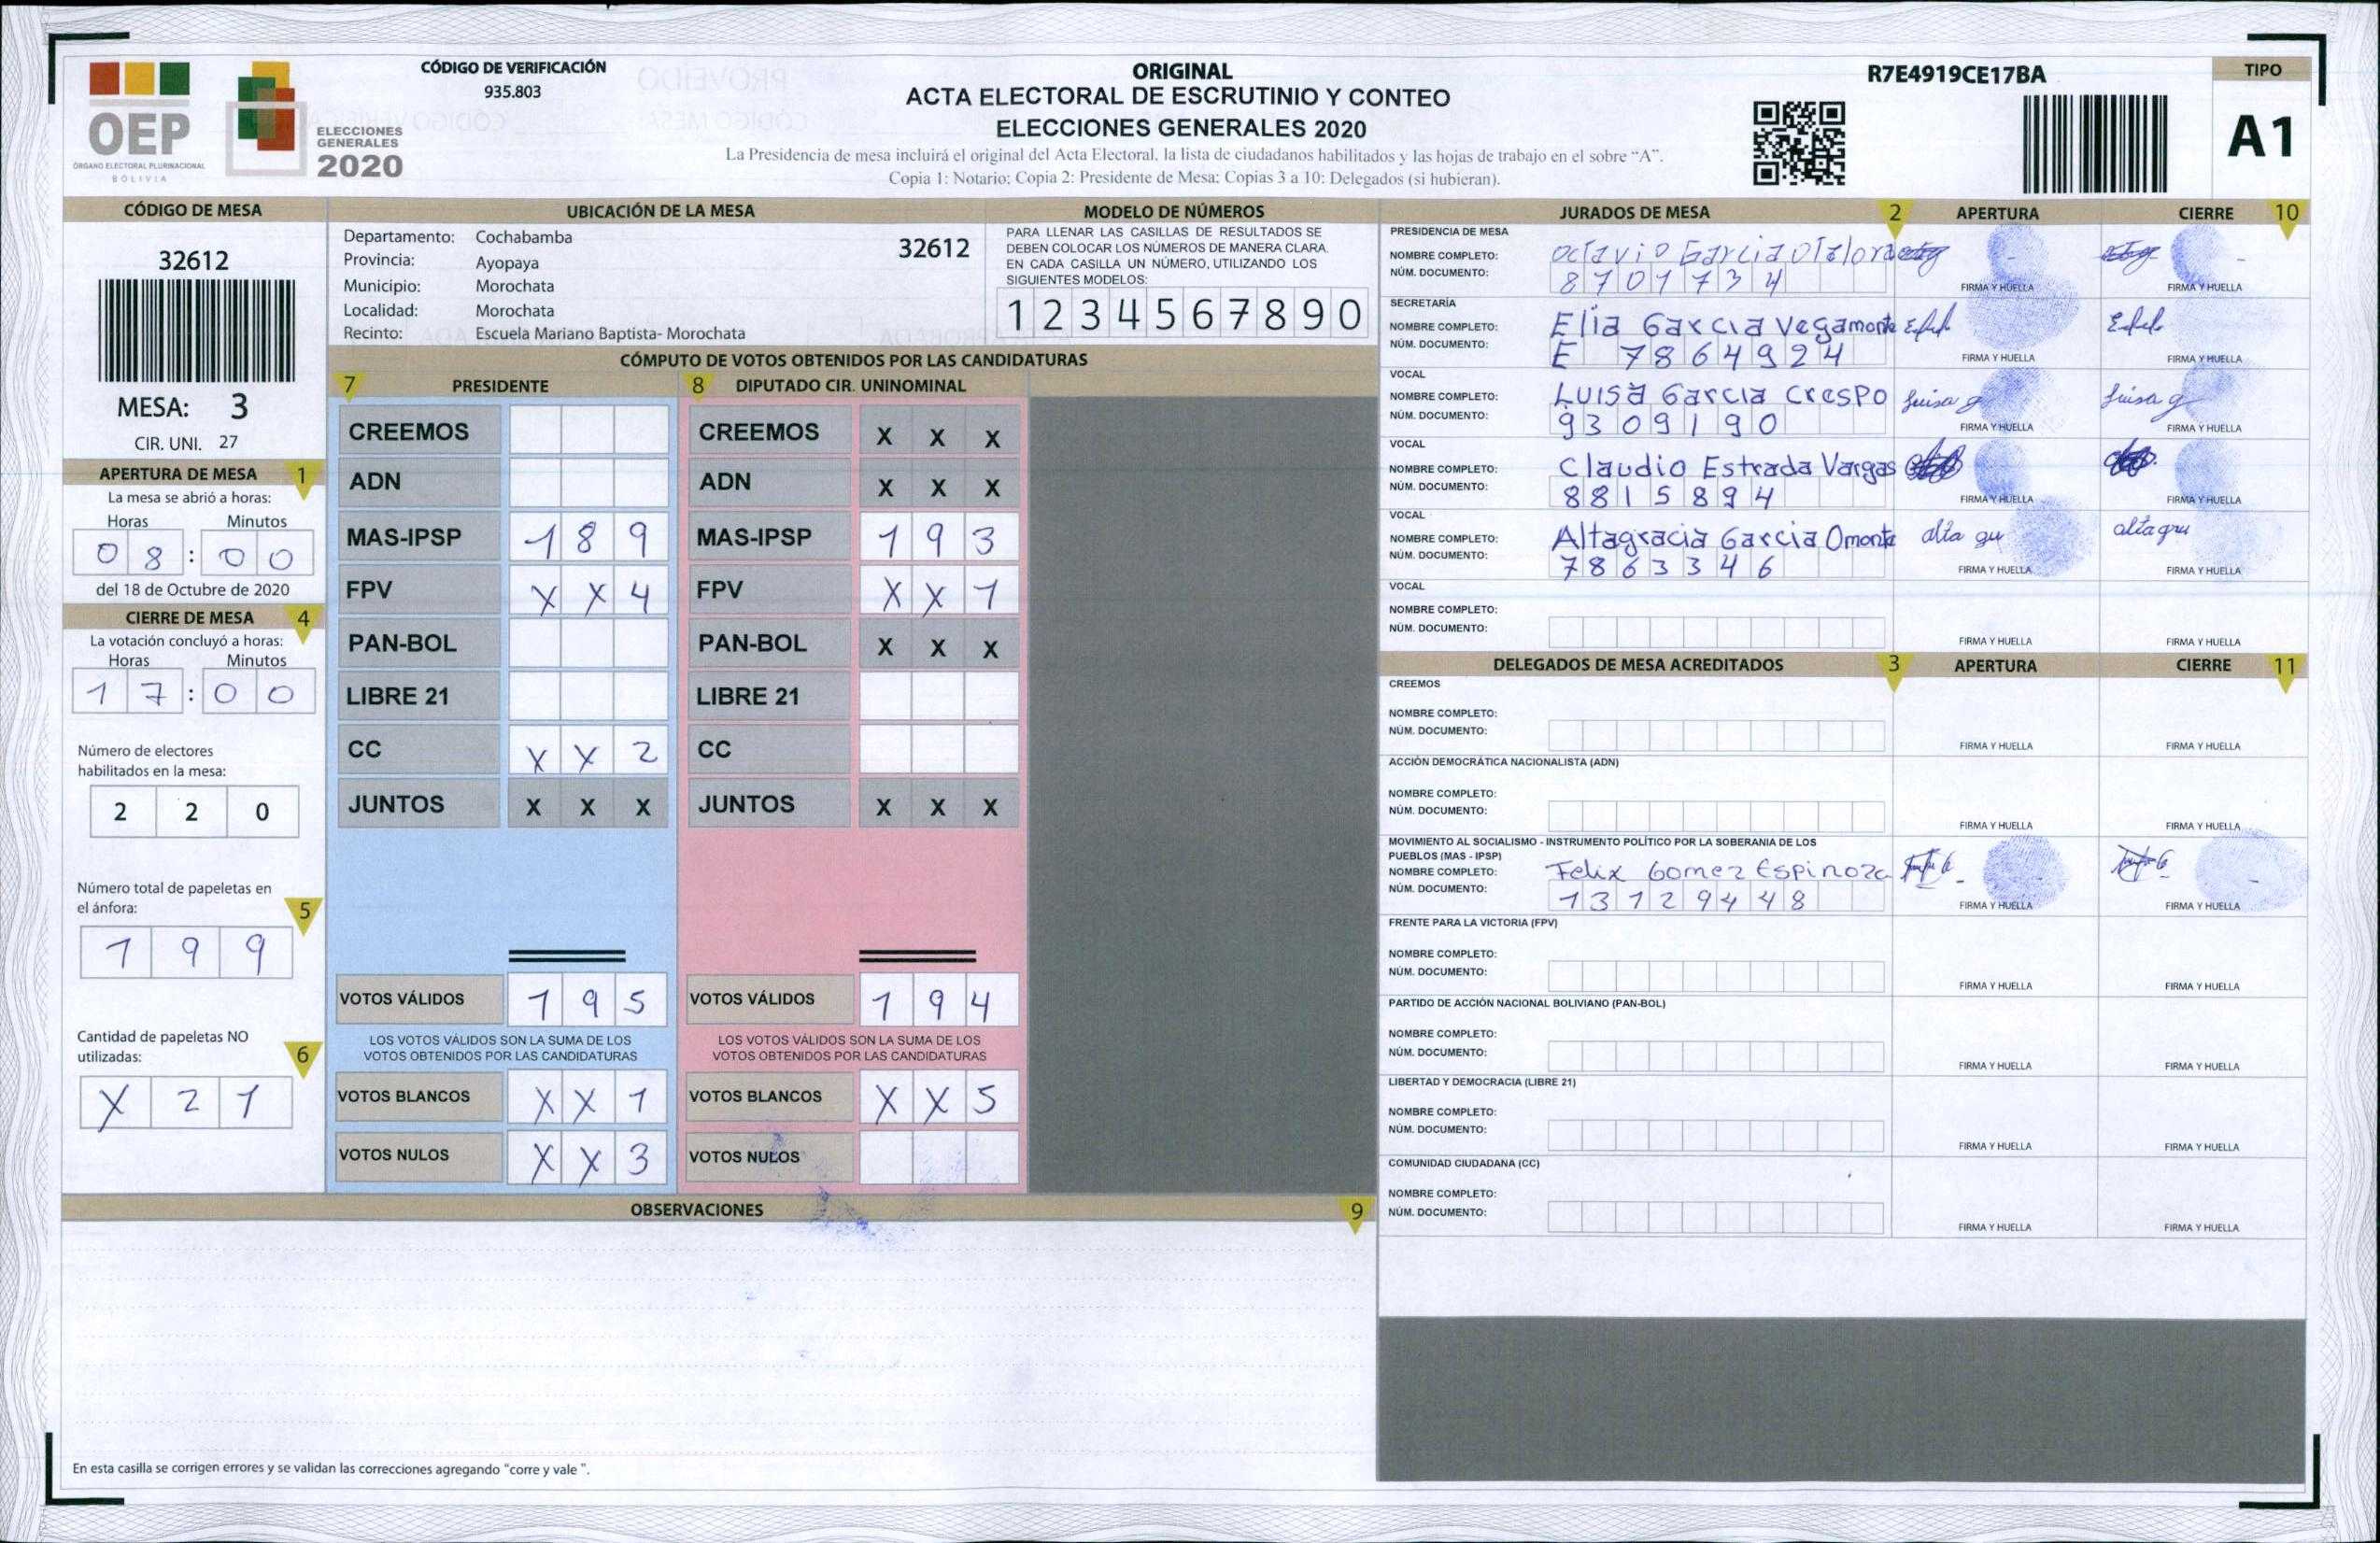 OEP
ÓRGANO ELECTORAL PLURINACIONAL
BOLIVIA
ELECCIONES
GENERALES
2020
CÓDIGO DE VERIFICACIÓN
935.803
ORIGINAL
ACTA ELECTORAL DE ESCRUTINIO Y CONTEO
ELECCIONES GENERALES 2020
La Presidencia de mesa incluirá el original del Acta Electoral, la lista de ciudadanos habilitados y las hojas de trabajo en el sobre “A”.
Copia 1: Notario; Copia 2: Presidente de Mesa; Copias 3 a 10: Delegados (si hubieran).
R7E4919CE17BA
TIPO
A1
CÓDIGO DE MESA
32612
MESA: 3
CIR. UNI. 27
APERTURA DE MESA 1
La mesa se abrió a horas:
Horas Minutos
0 8 : 0 0
del 18 de Octubre de 2020
CIERRE DE MESA 4
La votación concluyó a horas:
Horas Minutos
1 7 : 0 0
Número de electores
habilitados en la mesa:
2 2 0
Número total de papeletas en
el ánfora: 5
1 9 9
Cantidad de papeletas NO
utilizadas: 6
X 2 1
UBICACIÓN DE LA MESA
Departamento: Cochabamba 32612
Provincia: Ayopaya
Municipio: Morochata
Localidad: Morochata
Recinto: Escuela Mariano Baptista- Morochata
MODELO DE NÚMEROS
PARA LLENAR LAS CASILLAS DE RESULTADOS SE
DEBEN COLOCAR LOS NÚMEROS DE MANERA CLARA.
EN CADA CASILLA UN NÚMERO, UTILIZANDO LOS
SIGUIENTES MODELOS:
1 2 3 4 5 6 7 8 9 0
CÓMPUTO DE VOTOS OBTENIDOS POR LAS CANDIDATURAS
7 PRESIDENTE 8 DIPUTADO CIR. UNINOMINAL
CREEMOS CREEMOS X X X
ADN ADN X X X
MAS-IPSP 1 8 9 MAS-IPSP 1 9 3
FPV X X 4 FPV X X 1
PAN-BOL PAN-BOL X X X
LIBRE 21 LIBRE 21
CC X X 2 CC
JUNTOS X X X JUNTOS X X X
VOTOS VÁLIDOS 1 9 5 VOTOS VÁLIDOS 1 9 4
LOS VOTOS VÁLIDOS SON LA SUMA DE LOS LOS VOTOS VÁLIDOS SON LA SUMA DE LOS
VOTOS OBTENIDOS POR LAS CANDIDATURAS VOTOS OBTENIDOS POR LAS CANDIDATURAS
VOTOS BLANCOS X X 1 VOTOS BLANCOS X X 5
VOTOS NULOS X X 3 VOTOS NULOS
OBSERVACIONES 9
En esta casilla se corrigen errores y se validan las correcciones agregando “corre y vale ”.
JURADOS DE MESA 2 APERTURA CIERRE 10
PRESIDENCIA DE MESA
NOMBRE COMPLETO: Octavio Garcia Otalora
NÚM. DOCUMENTO: 8701734
FIRMA Y HUELLA FIRMA Y HUELLA
SECRETARÍA
NOMBRE COMPLETO: Elia Garcia Vegamonte
NÚM. DOCUMENTO: E 7864924
FIRMA Y HUELLA FIRMA Y HUELLA
VOCAL
NOMBRE COMPLETO: Luisa Garcia Crespo luisa g luisa g
NÚM. DOCUMENTO: 9309190
FIRMA Y HUELLA FIRMA Y HUELLA
VOCAL
NOMBRE COMPLETO: Claudio Estrada Vargas
NÚM. DOCUMENTO: 8815894
FIRMA Y HUELLA FIRMA Y HUELLA
VOCAL
NOMBRE COMPLETO: Altagracia Garcia Omonte
NÚM. DOCUMENTO: 7863346
FIRMA Y HUELLA FIRMA Y HUELLA
VOCAL
NOMBRE COMPLETO:
NÚM. DOCUMENTO:
FIRMA Y HUELLA FIRMA Y HUELLA
DELEGADOS DE MESA ACREDITADOS 3 APERTURA CIERRE 11
CREEMOS
NOMBRE COMPLETO:
NÚM. DOCUMENTO:
FIRMA Y HUELLA FIRMA Y HUELLA
ACCIÓN DEMOCRÁTICA NACIONALISTA (ADN)
NOMBRE COMPLETO:
NÚM. DOCUMENTO:
FIRMA Y HUELLA FIRMA Y HUELLA
MOVIMIENTO AL SOCIALISMO - INSTRUMENTO POLÍTICO POR LA SOBERANIA DE LOS
PUEBLOS (MAS - IPSP)
NOMBRE COMPLETO: Felix Gomez Espinoza
NÚM. DOCUMENTO: 13129448
FIRMA Y HUELLA FIRMA Y HUELLA
FRENTE PARA LA VICTORIA (FPV)
NOMBRE COMPLETO:
NÚM. DOCUMENTO:
FIRMA Y HUELLA FIRMA Y HUELLA
PARTIDO DE ACCIÓN NACIONAL BOLIVIANO (PAN-BOL)
NOMBRE COMPLETO:
NÚM. DOCUMENTO:
FIRMA Y HUELLA FIRMA Y HUELLA
LIBERTAD Y DEMOCRACIA (LIBRE 21)
NOMBRE COMPLETO:
NÚM. DOCUMENTO:
FIRMA Y HUELLA FIRMA Y HUELLA
COMUNIDAD CIUDADANA (CC)
NOMBRE COMPLETO:
NÚM. DOCUMENTO:
FIRMA Y HUELLA FIRMA Y HUELLA